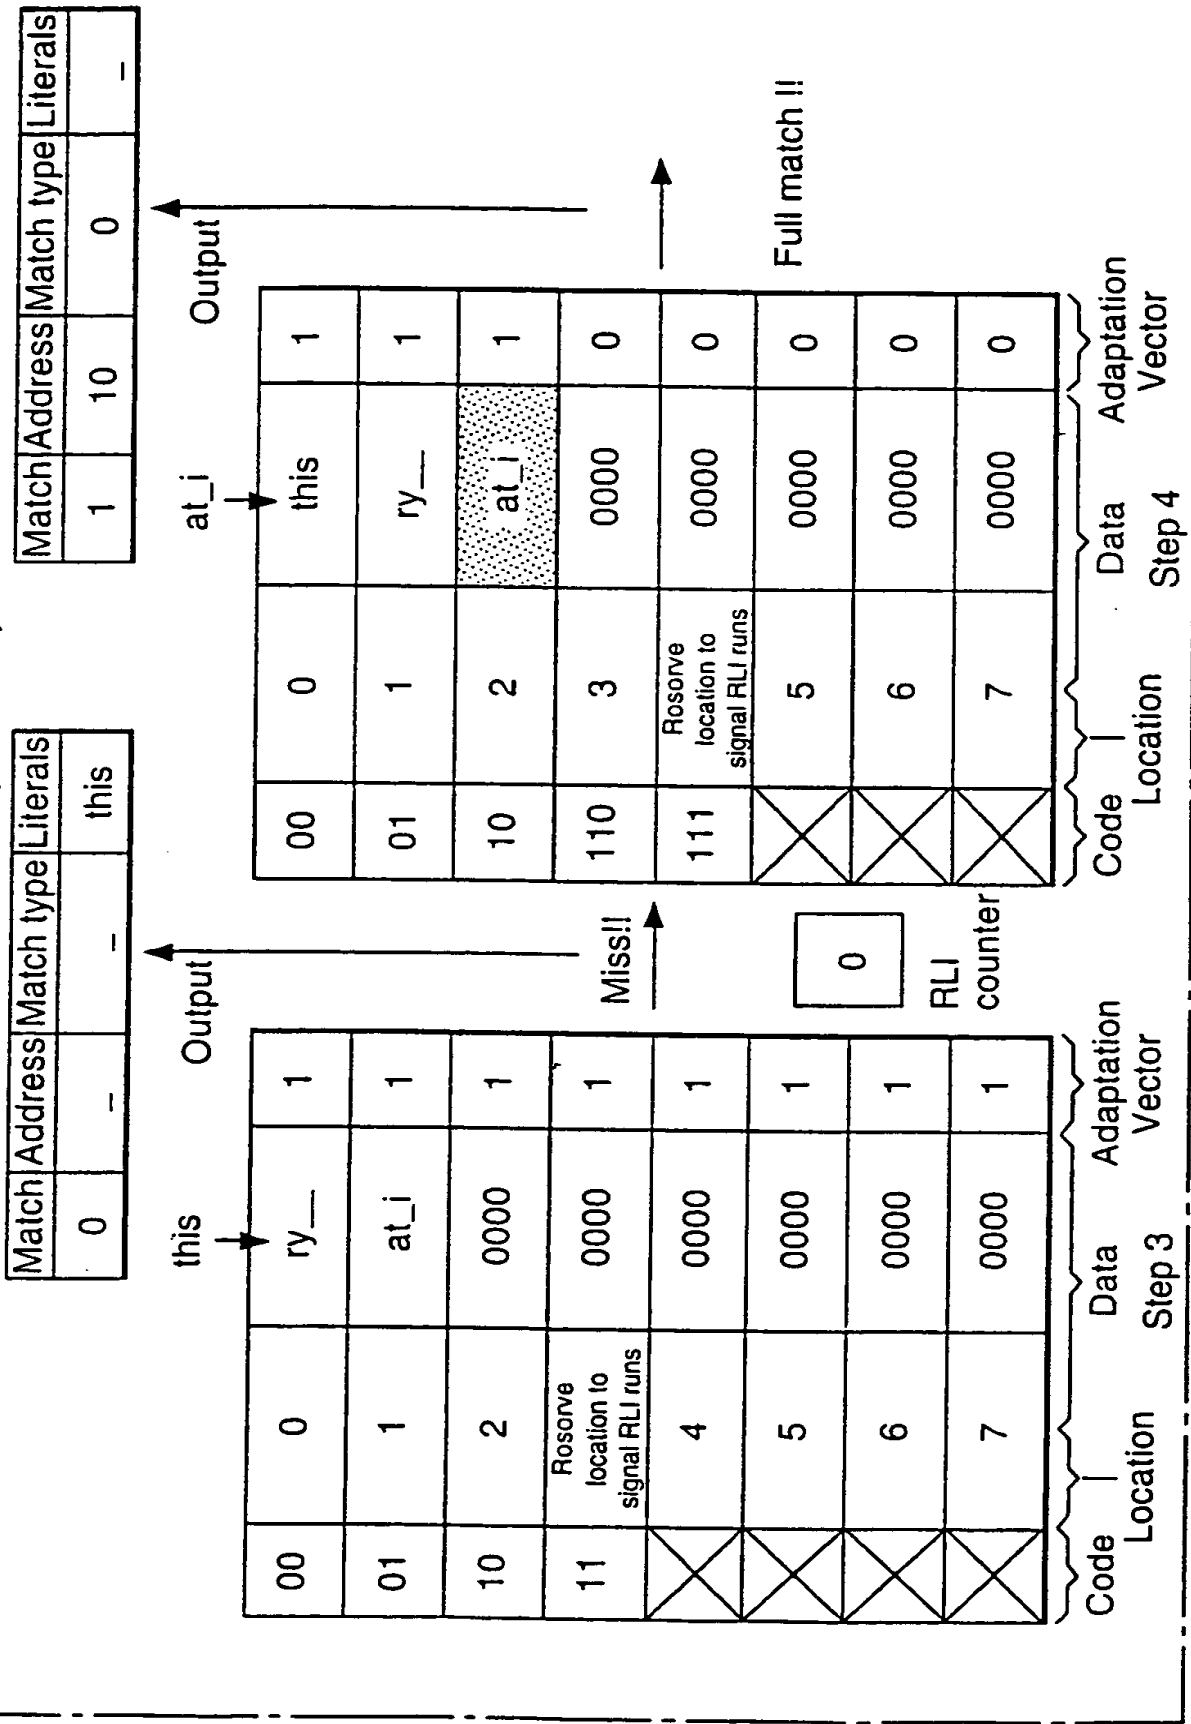 Match Address Match type Literals
0 – – this
this
Output
00 0 ry__ 1
01 1 at_i 1
10 2 0000 1
11 Rosorve location to signal RLI runs 0000 1
4 0000 1
5 0000 1
6 0000 1
7 0000 1
Code Location Data Adaptation Vector
Step 3
Miss!!
0
RLI
counter
Match Address Match type Literals
1 10 0 –
at_i
Output
00 0 this 1
01 1 ry__ 1
10 2 at_i 1
110 3 0000 0
111 Rosorve location to signal RLI runs 0000 0
5 0000 0
6 0000 0
7 0000 0
Code Location Data Adaptation Vector
Step 4
Full match !!